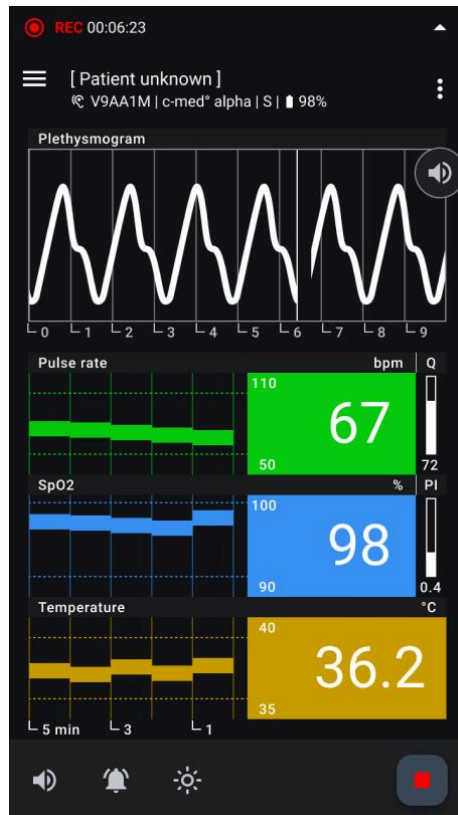 REC 00:06:23
[ Patient unknown ]
V9AA1M | c-med° alpha | S | 98%
Plethysmogram
0 1 2 3 4 5 6 7 8 9
Pulse rate bpm Q
110
67
50
72
SpO2 % PI
100
98
90
0.4
Temperature °C
40
36.2
35
5 min 3 1